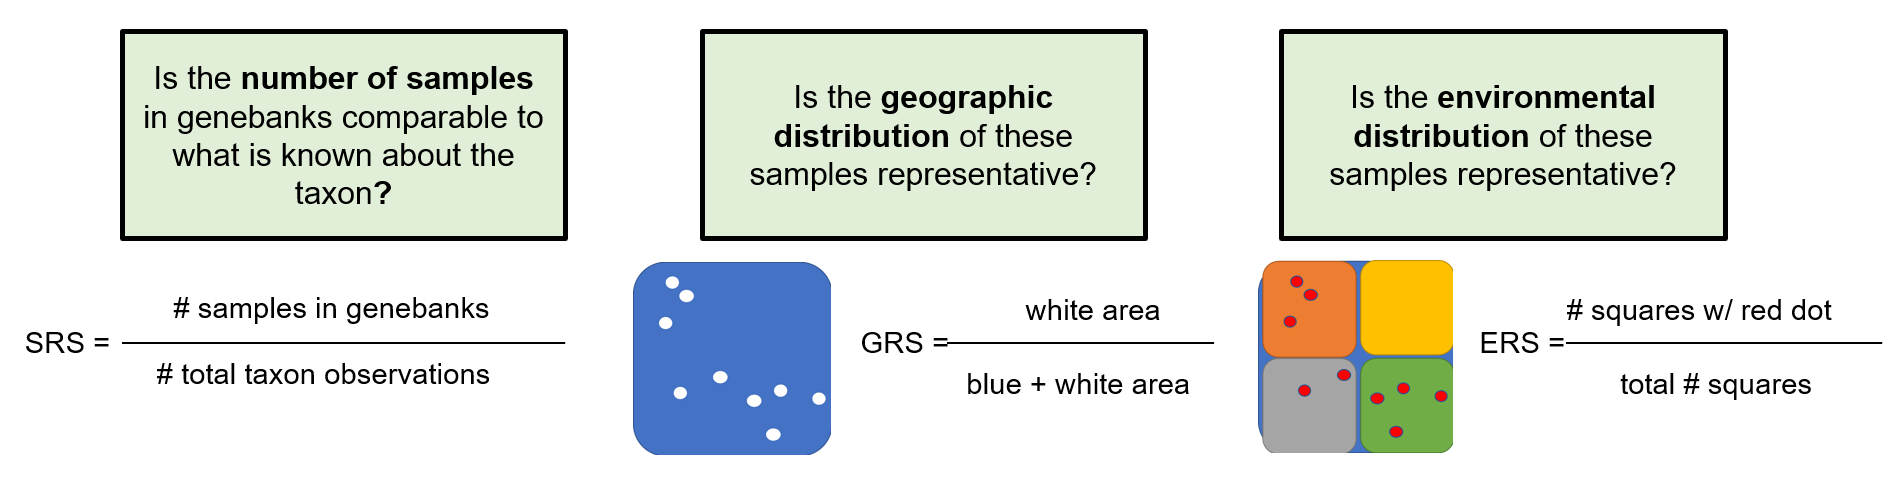 Is the number of samples
in genebanks comparable to
what is known about the
taxon?
Is the geographic
distribution of these
samples representative?
Is the environmental
distribution of these
samples representative?
SRS =
# samples in genebanks
# total taxon observations
GRS =
white area
blue + white area
ERS =
# squares w/ red dot
total # squares